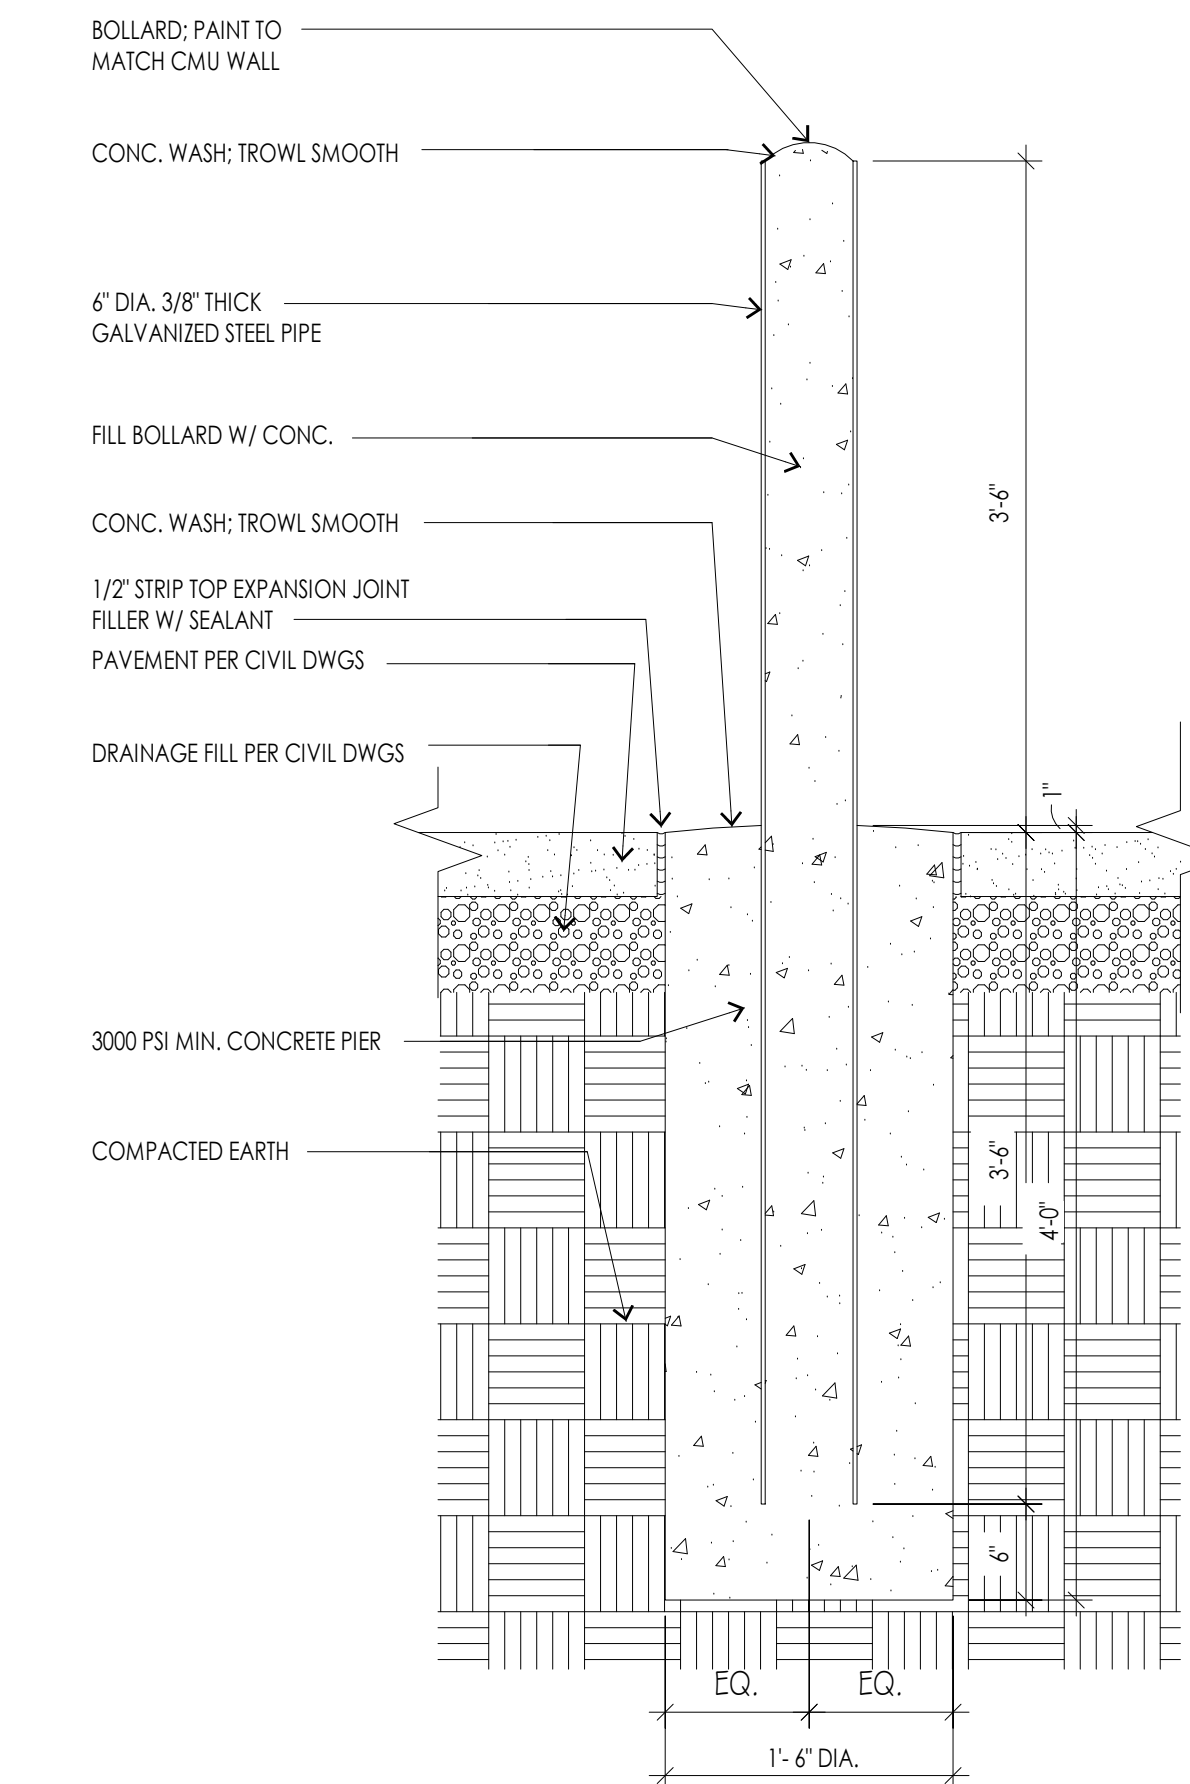 BOLLARD; PAINT TO
MATCH CMU WALL
CONC. WASH; TROWL SMOOTH
6" DIA. 3/8" THICK
GALVANIZED STEEL PIPE
FILL BOLLARD W/ CONC.
3'-6"
CONC. WASH; TROWL SMOOTH
1/2" STRIP TOP EXPANSION JOINT
FILLER W/ SEALANT
PAVEMENT PER CIVIL DWGS
DRAINAGE FILL PER CIVIL DWGS
1"
3000 PSI MIN. CONCRETE PIER
COMPACTED EARTH
3'-6"
4'-0"
6"
EQ.
EQ.
1'- 6" DIA.